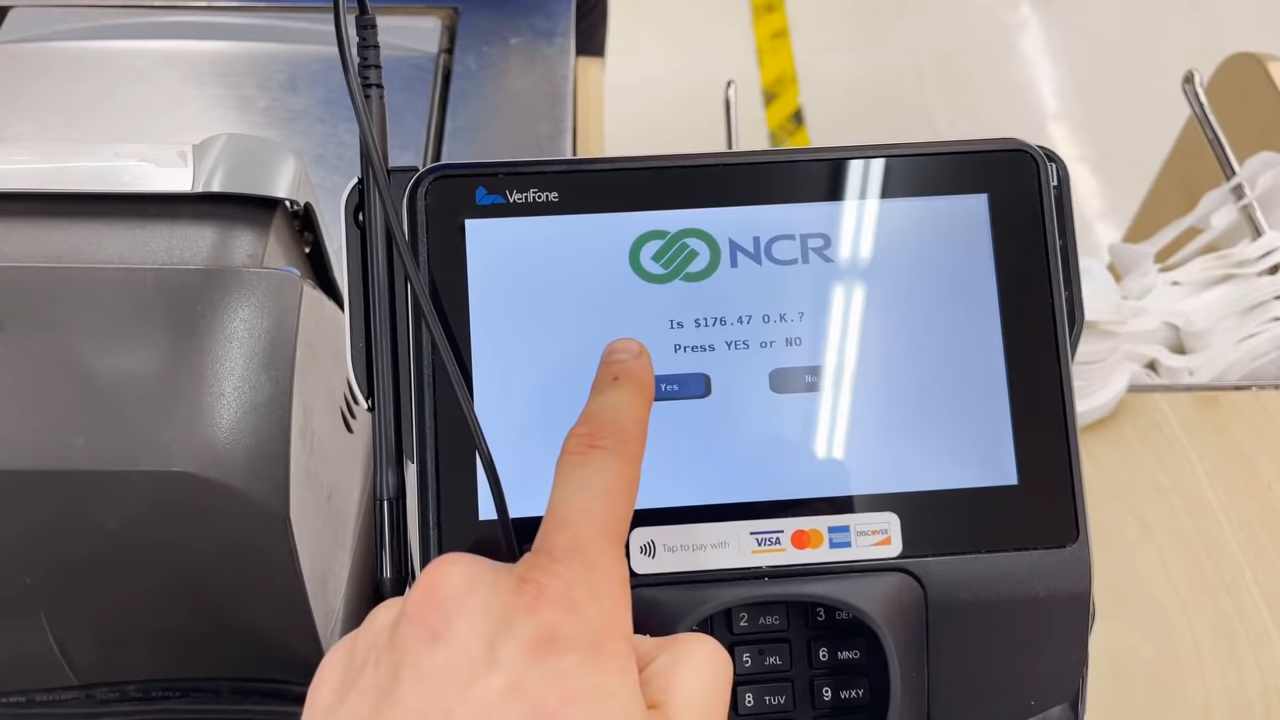 VeriFone
NCR
Is $176.47 O.K.?
Press YES or NO
Yes
No
Tap to pay with
VISA
DISCOVER
2 ABC
3 DEF
5 JKL
6 MNO
8 TUV
9 WXY